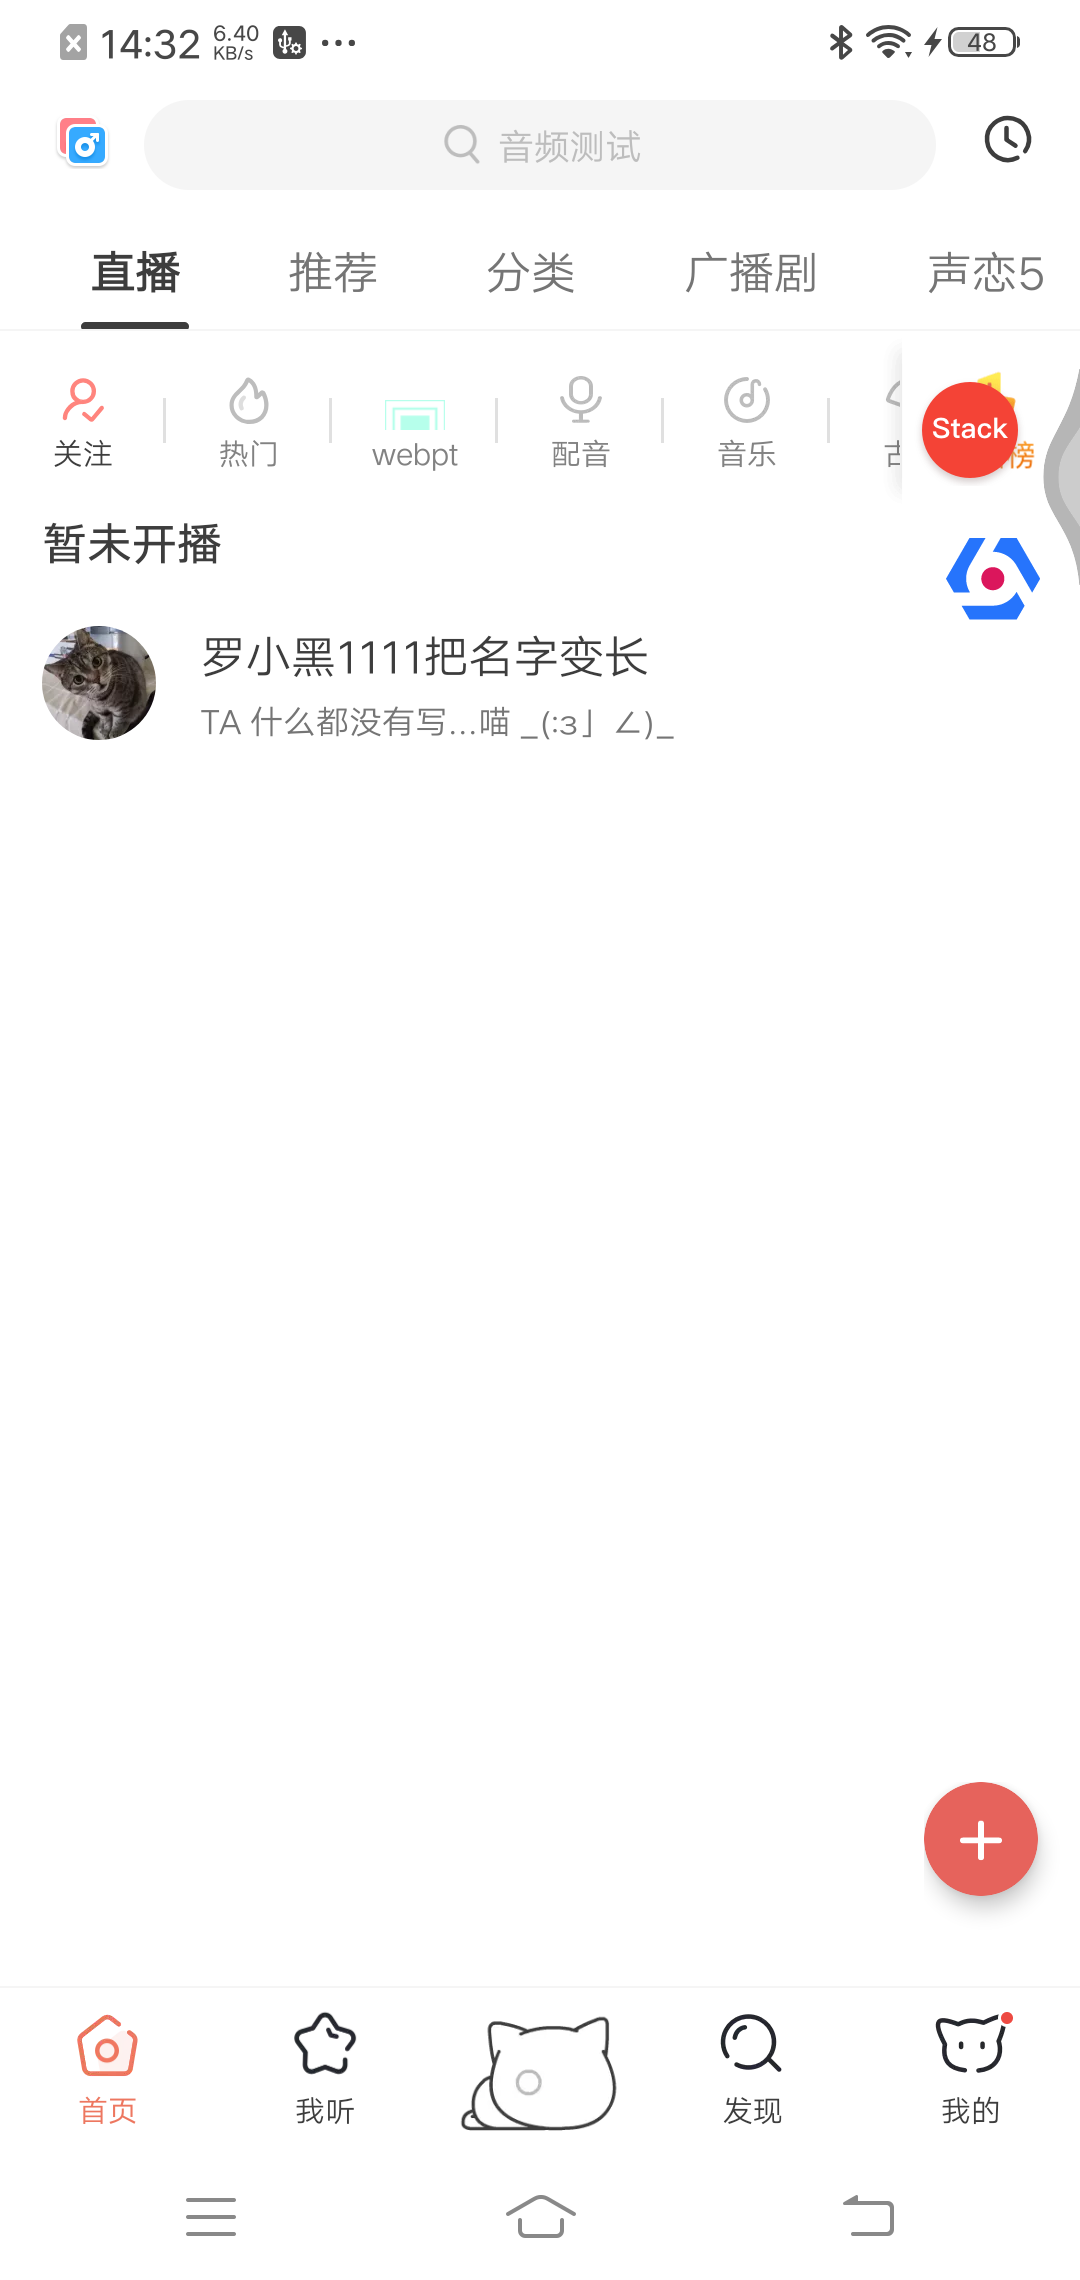 14:32 6.40 KB/s 48
音频测试
直播 推荐 分类 广播剧 声恋5
关注 热门 webpt 配音 音乐 榜
Stack
暂未开播
罗小黑1111把名字变长
TA 什么都没有写...喵 _(:з」∠)_
首页 我听 发现 我的